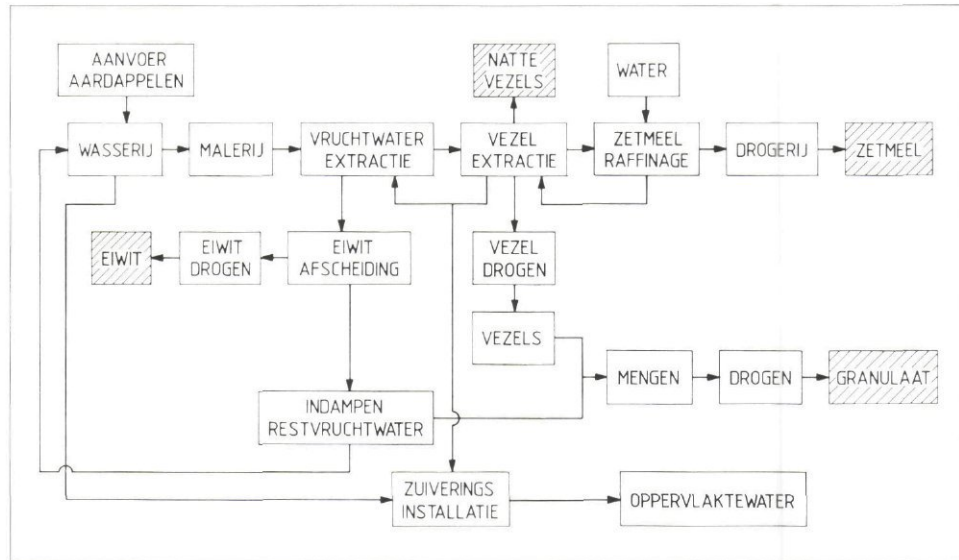 AANVOER
AARDAPPELEN
NATTE
VEZELS
WATER
WASSERIJ
MALERIJ
VRUCHTWATER
EXTRACTIE
VEZEL
EXTRACTIE
ZETMEEL
RAFFINAGE
DROGERIJ
ZETMEEL
EIWIT
EIWIT
DROGEN
EIWIT
AFSCHEIDING
VEZEL
DROGEN
VEZELS
MENGEN
DROGEN
GRANULAAT
INDAMPEN
RESTVRUCHTWATER
ZUIVERINGS
INSTALLATIE
OPPERVLAKTEWATER